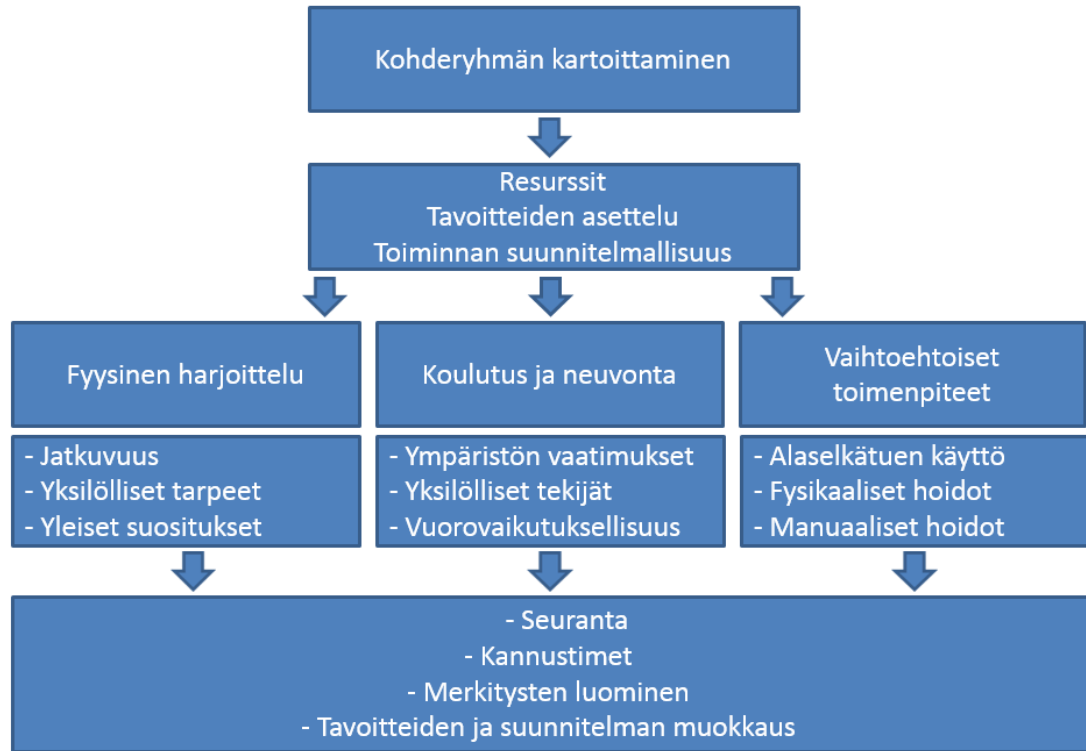 Kohderyhmän kartoittaminen
Resurssit
Tavoitteiden asettelu
Toiminnan suunnitelmallisuus
Fyysinen harjoittelu
- Jatkuvuus
- Yksilölliset tarpeet
- Yleiset suositukset
Koulutus ja neuvonta
- Ympäristön vaatimukset
- Yksilölliset tekijät
- Vuorovaikutuksellisuus
Vaihtoehtoiset
toimenpiteet
- Alaselkätuen käyttö
- Fysikaaliset hoidot
- Manuaaliset hoidot
- Seuranta
- Kannustimet
- Merkitysten luominen
- Tavoitteiden ja suunnitelman muokkaus